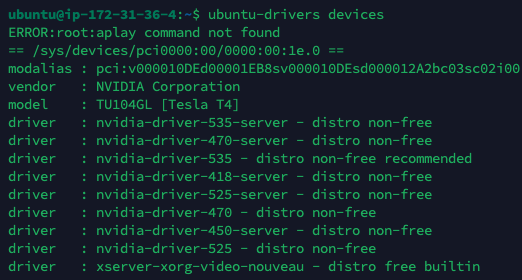 ubuntu@ip-172-31-36-4:~$ ubuntu-drivers devices
ERROR:root:aplay command not found
== /sys/devices/pci0000:00/0000:00:1e.0 ==
modalias : pci:v000010DEd00001EB8sv000010DEsd000012A2bc03sc02i00
vendor   : NVIDIA Corporation
model    : TU104GL [Tesla T4]
driver   : nvidia-driver-535-server - distro non-free
driver   : nvidia-driver-470-server - distro non-free
driver   : nvidia-driver-535 - distro non-free recommended
driver   : nvidia-driver-418-server - distro non-free
driver   : nvidia-driver-525-server - distro non-free
driver   : nvidia-driver-470 - distro non-free
driver   : nvidia-driver-450-server - distro non-free
driver   : nvidia-driver-525 - distro non-free
driver   : xserver-xorg-video-nouveau - distro free builtin